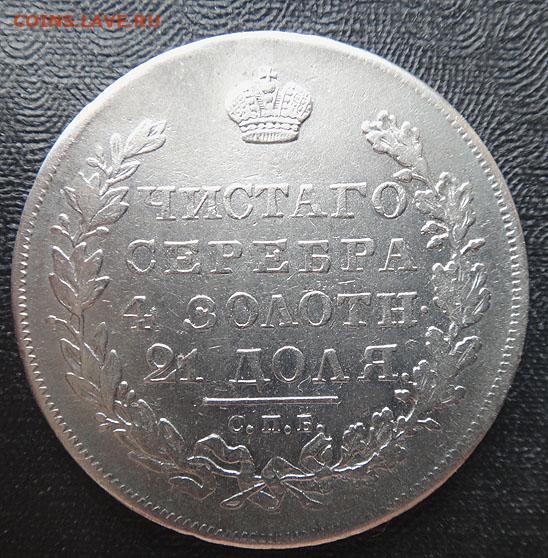 COINS.LAVE.RU
ЧИСТАГО
СЕРЕБРА
4 ЗОЛОТН.
21 ДОЛЯ.
С.П.Б.